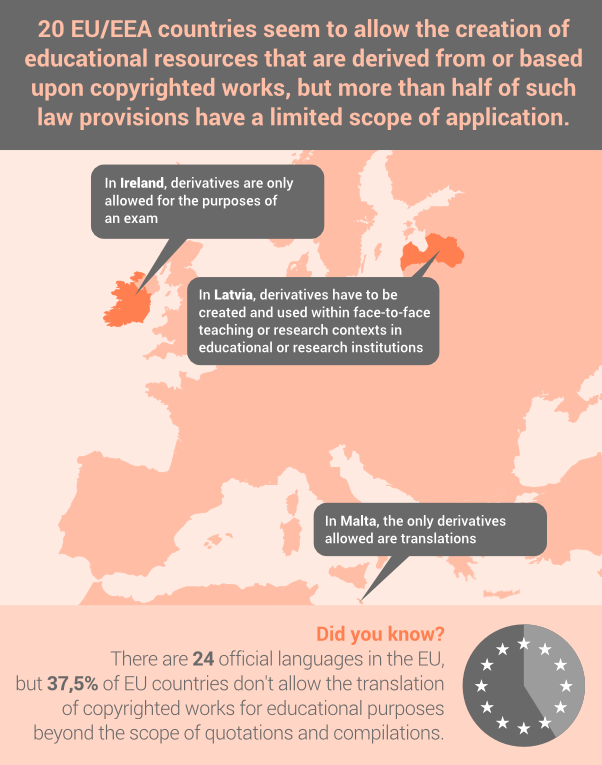 20 EU/EEA countries seem to allow the creation of
educational resources that are derived from or based
upon copyrighted works, but more than half of such
law provisions have a limited scope of application.
In Ireland, derivatives are only
allowed for the purposes of
an exam
In Latvia, derivatives have to be
created and used within face-to-face
teaching or research contexts in
educational or research institutions
In Malta, the only derivatives
allowed are translations
Did you know?
There are 24 official languages in the EU,
but 37,5% of EU countries don't allow the translation
of copyrighted works for educational purposes
beyond the scope of quotations and compilations.